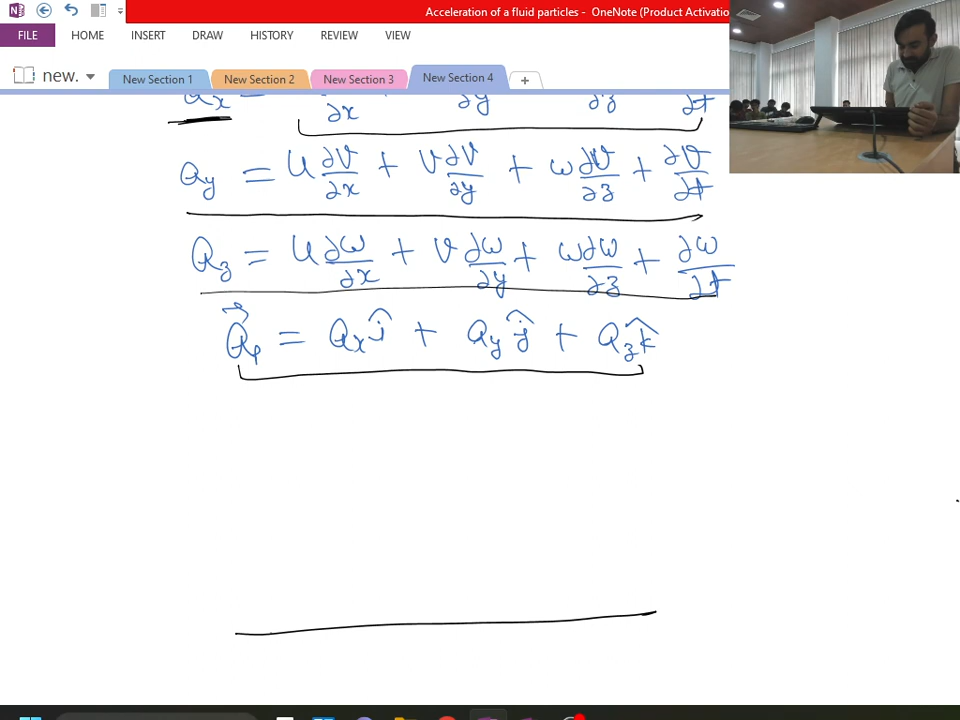 Acceleration of a fluid particles - OneNote (Product Activatio
FILE HOME INSERT DRAW HISTORY REVIEW VIEW
new. New Section 1 New Section 2 New Section 3 New Section 4 +
ax = ∂x ∂y ∂z ∂t
ay = u ∂v/∂x + v ∂v/∂y + w ∂v/∂z + ∂v/∂t
az = u ∂w/∂x + v ∂w/∂y + w ∂w/∂z + ∂w/∂t
a⃗p = ax î + ay ĵ + az k̂